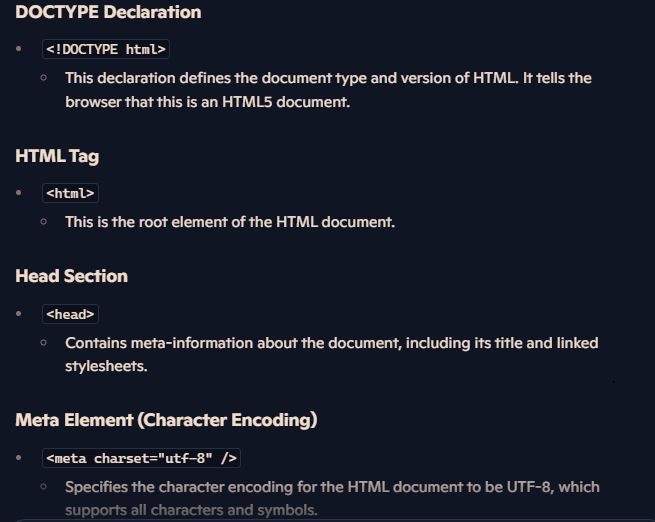 DOCTYPE Declaration
<!DOCTYPE html>
This declaration defines the document type and version of HTML. It tells the
browser that this is an HTML5 document.
HTML Tag
<html>
This is the root element of the HTML document.
Head Section
<head>
Contains meta-information about the document, including its title and linked
stylesheets.
Meta Element (Character Encoding)
<meta charset="utf-8" />
Specifies the character encoding for the HTML document to be UTF-8, which
supports all characters and symbols.